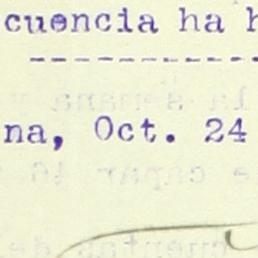 cuencia ha h
-----------
na, Oct. 24